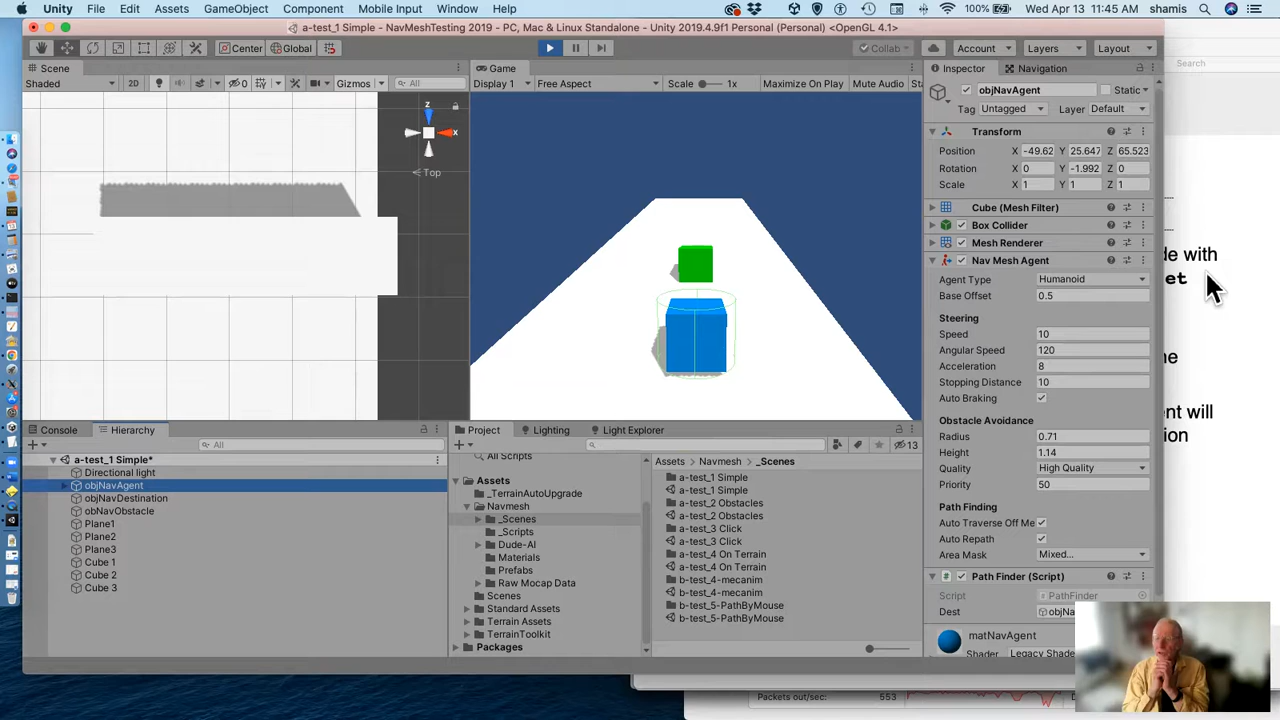 Unity File Edit Assets GameObject Component Mobile Input Window Help 100% Wed Apr 13 11:45 AM shamis
a-test_1 Simple - NavMeshTesting 2019 - PC, Mac & Linux Standalone - Unity 2019.4.9f1 Personal (Personal) <OpenGL 4.1>
Center Global Collab Account Layers Layout
Search
Scene Game Inspector Navigation
Shaded 2D 0 Gizmos All Display 1 Free Aspect Scale 1x Maximize On Play Mute Audio Sta
objNavAgent Static
Tag Untagged Layer Default
z
x
Top
Transform
Position X -49.62 Y 25.647 Z 65.523
Rotation X 0 Y -1.992 Z 0
Scale X 1 Y 1 Z 1
Cube (Mesh Filter)
Box Collider
Mesh Renderer
Nav Mesh Agent
Agent Type Humanoid
Base Offset 0.5
Steering
Speed 10
Angular Speed 120
Acceleration 8
Stopping Distance 10
Auto Braking
Obstacle Avoidance
Radius 0.71
Height 1.14
Quality High Quality
Priority 50
Path Finding
Auto Traverse Off Me
Auto Repath
Area Mask Mixed...
Path Finder (Script)
Script PathFinder
Dest objNa
matNavAgent
Shader Legacy Shade
de with
et
ne
ent will
ion
Console Hierarchy
All
a-test_1 Simple*
Directional light
objNavAgent
objNavDestination
obNavObstacle
Plane1
Plane2
Plane3
Cube 1
Cube 2
Cube 3
Project Lighting Light Explorer
13
All Scripts
Assets
_TerrainAutoUpgrade
Navmesh
_Scenes
_Scripts
Dude-AI
Materials
Prefabs
Raw Mocap Data
Scenes
Standard Assets
Terrain Assets
TerrainToolkit
Packages
Assets Navmesh _Scenes
a-test_1 Simple
a-test_1 Simple
a-test_2 Obstacles
a-test_2 Obstacles
a-test_3 Click
a-test_3 Click
a-test_4 On Terrain
a-test_4 On Terrain
b-test_4-mecanim
b-test_4-mecanim
b-test_5-PathByMouse
b-test_5-PathByMouse
Packets out/sec: 553